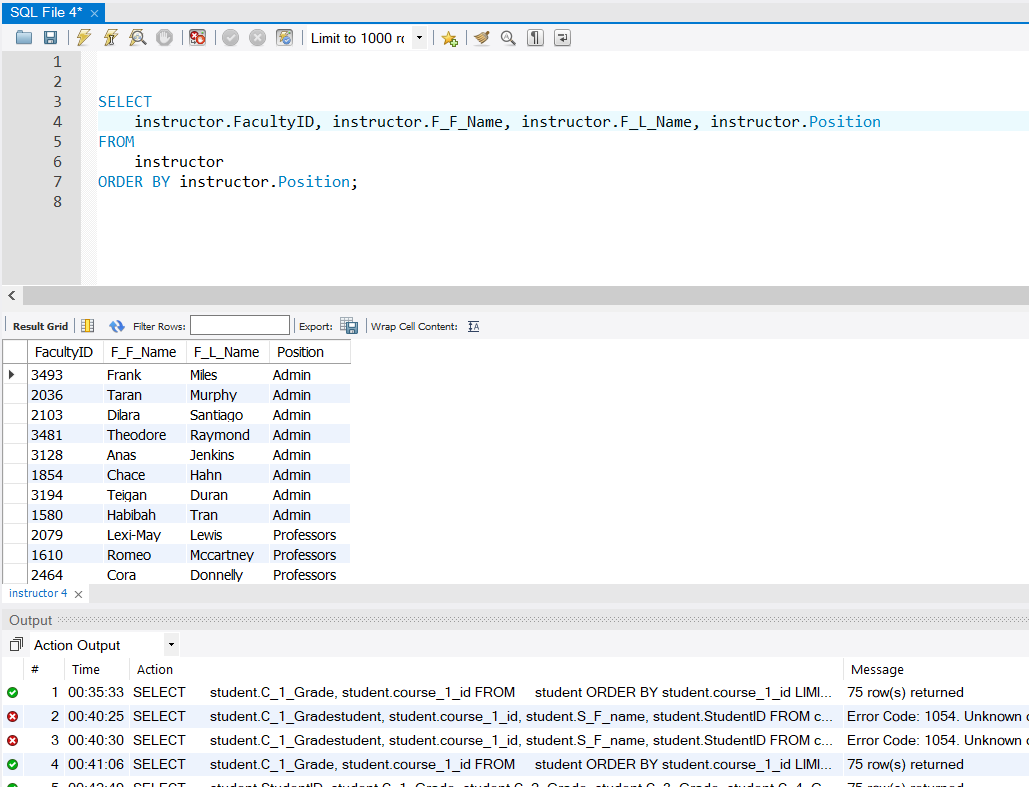 SQL File 4* ×
Limit to 1000 ro
1
2
3 SELECT
4 instructor.FacultyID, instructor.F_F_Name, instructor.F_L_Name, instructor.Position
5 FROM
6 instructor
7 ORDER BY instructor.Position;
8
Result Grid Filter Rows: Export: Wrap Cell Content: IA
FacultyID F_F_Name F_L_Name Position
3493 Frank Miles Admin
2036 Taran Murphy Admin
2103 Dilara Santiago Admin
3481 Theodore Raymond Admin
3128 Anas Jenkins Admin
1854 Chace Hahn Admin
3194 Teigan Duran Admin
1580 Habibah Tran Admin
2079 Lexi-May Lewis Professors
1610 Romeo Mccartney Professors
2464 Cora Donnelly Professors
instructor 4 ×
Output
Action Output
# Time Action Message
1 00:35:33 SELECT student.C_1_Grade, student.course_1_id FROM student ORDER BY student.course_1_id LIMI... 75 row(s) returned
2 00:40:25 SELECT student.C_1_Gradestudent, student.course_1_id, student.S_F_name, student.StudentID FROM c... Error Code: 1054. Unknown c
3 00:40:30 SELECT student.C_1_Gradestudent, student.course_1_id, student.S_F_name, student.StudentID FROM c... Error Code: 1054. Unknown c
4 00:41:06 SELECT student.C_1_Grade, student.course_1_id FROM student ORDER BY student.course_1_id LIMI... 75 row(s) returned